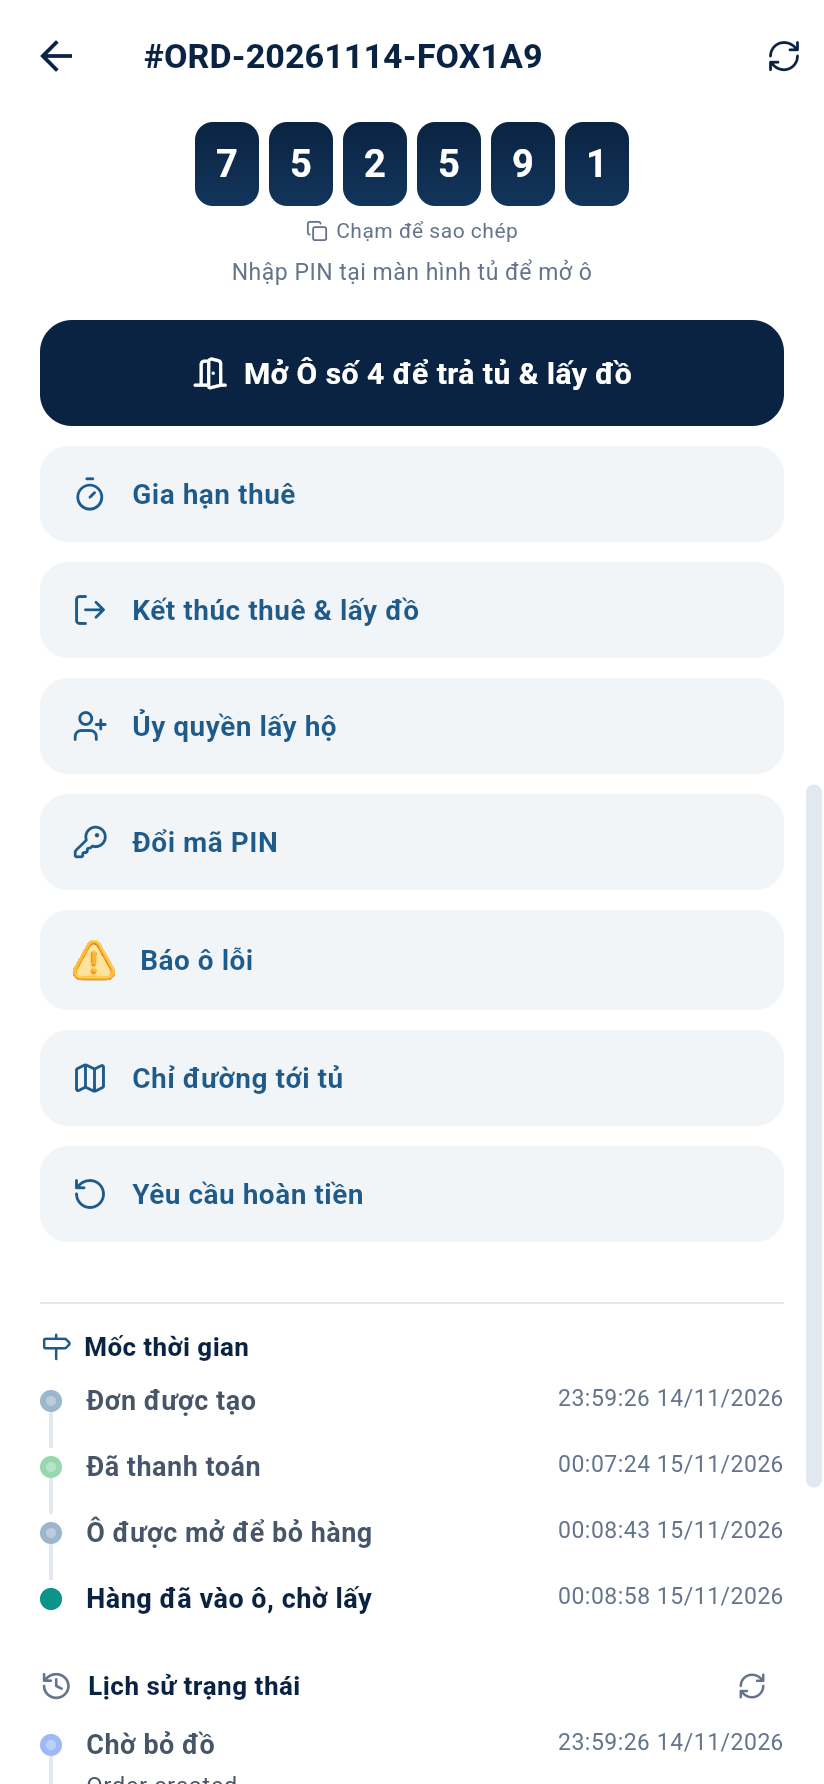 #ORD-20261114-FOX1A9
7 5 2 5 9 1
Chạm để sao chép
Nhập PIN tại màn hình tủ để mở ô
Mở Ô số 4 để trả tủ & lấy đồ
Gia hạn thuê
Kết thúc thuê & lấy đồ
Ủy quyền lấy hộ
Đổi mã PIN
Báo ô lỗi
Chỉ đường tới tủ
Yêu cầu hoàn tiền
Mốc thời gian
Đơn được tạo 23:59:26 14/11/2026
Đã thanh toán 00:07:24 15/11/2026
Ô được mở để bỏ hàng 00:08:43 15/11/2026
Hàng đã vào ô, chờ lấy 00:08:58 15/11/2026
Lịch sử trạng thái
Chờ bỏ đồ 23:59:26 14/11/2026
Order created